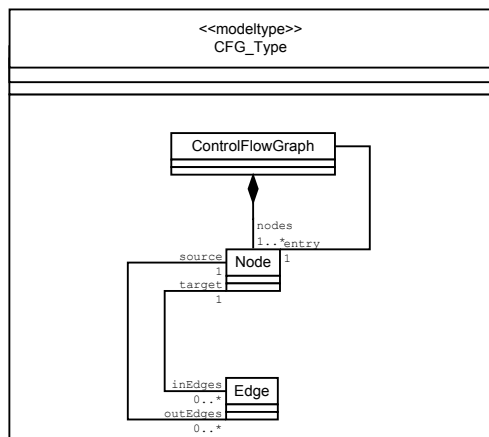 <<modeltype>>
CFG_Type
ControlFlowGraph
nodes
1..*
entry
1
source
1
Node
target
1
inEdges
0..*
Edge
outEdges
0..*